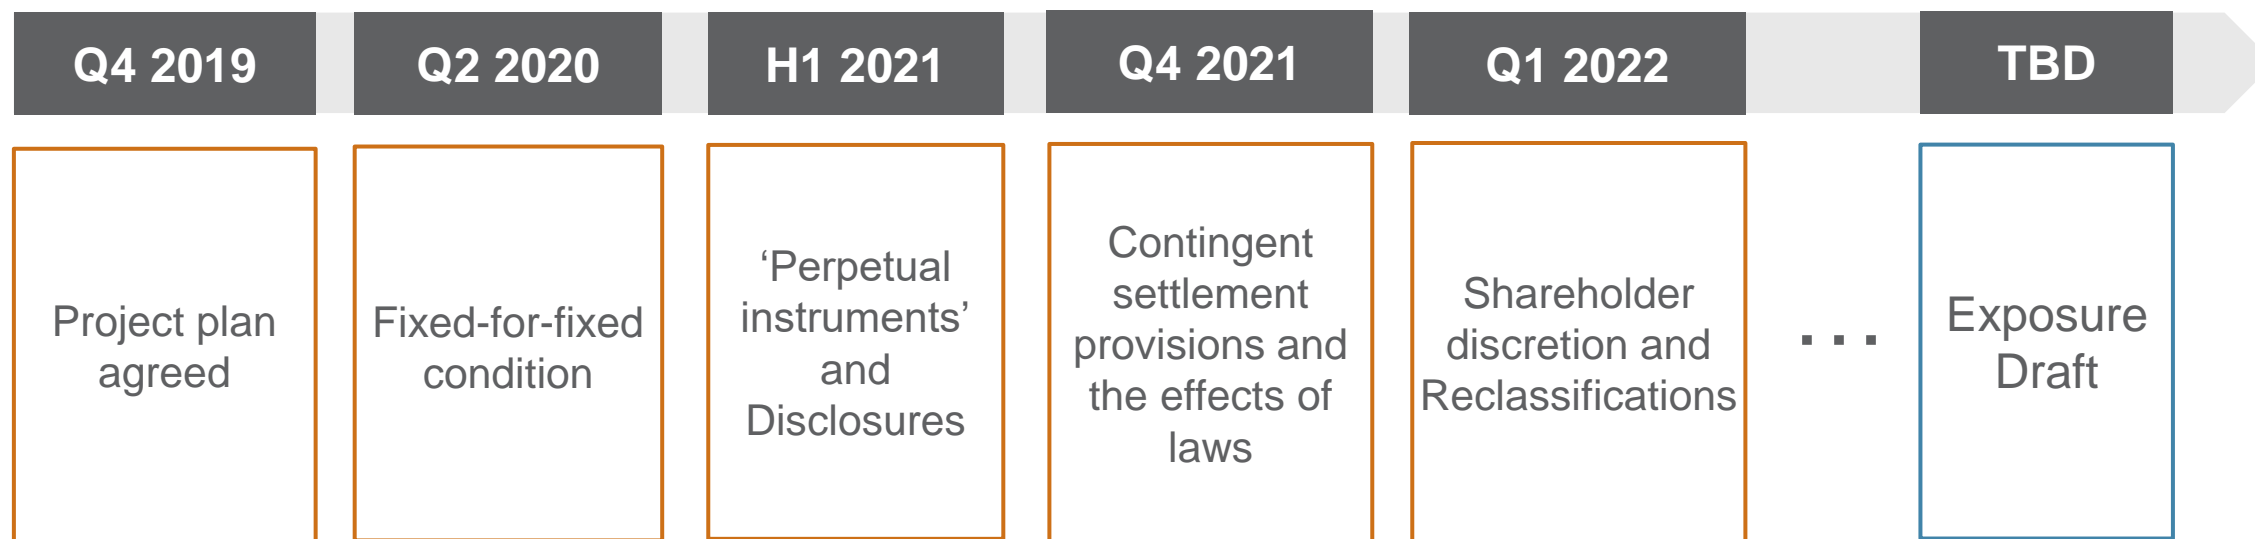 Q4 2019
Q2 2020
H1 2021
Q4 2021
Q1 2022
TBD
Project plan
agreed
Fixed-for-fixed
condition
‘Perpetual
instruments’
and
Disclosures
Contingent
settlement
provisions and
the effects of
laws
Shareholder
discretion and
Reclassifications
...
Exposure
Draft